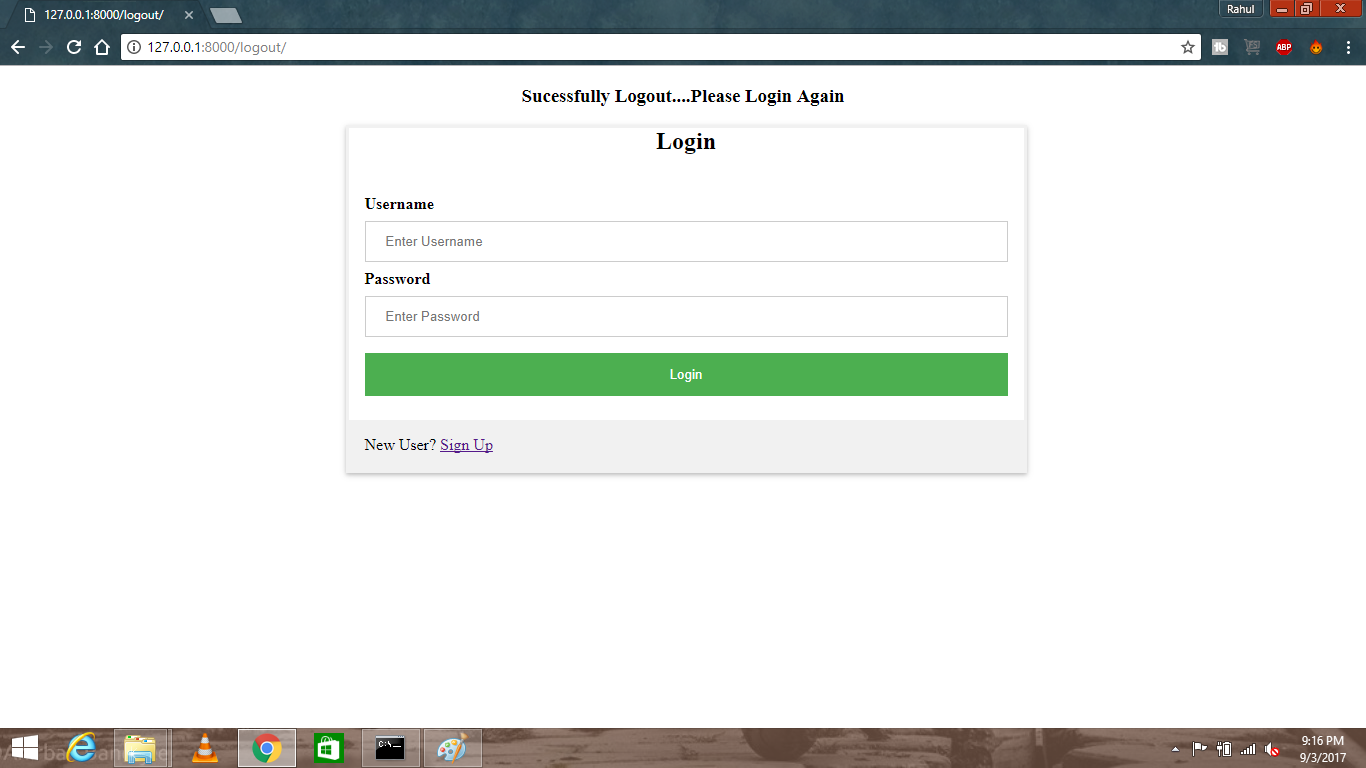 127.0.0.1:8000/logout/
Rahul
127.0.0.1:8000/logout/
ABP
Sucessfully Logout....Please Login Again
Login
Username
Enter Username
Password
Enter Password
Login
New User? Sign Up
C:\_
9:16 PM
9/3/2017